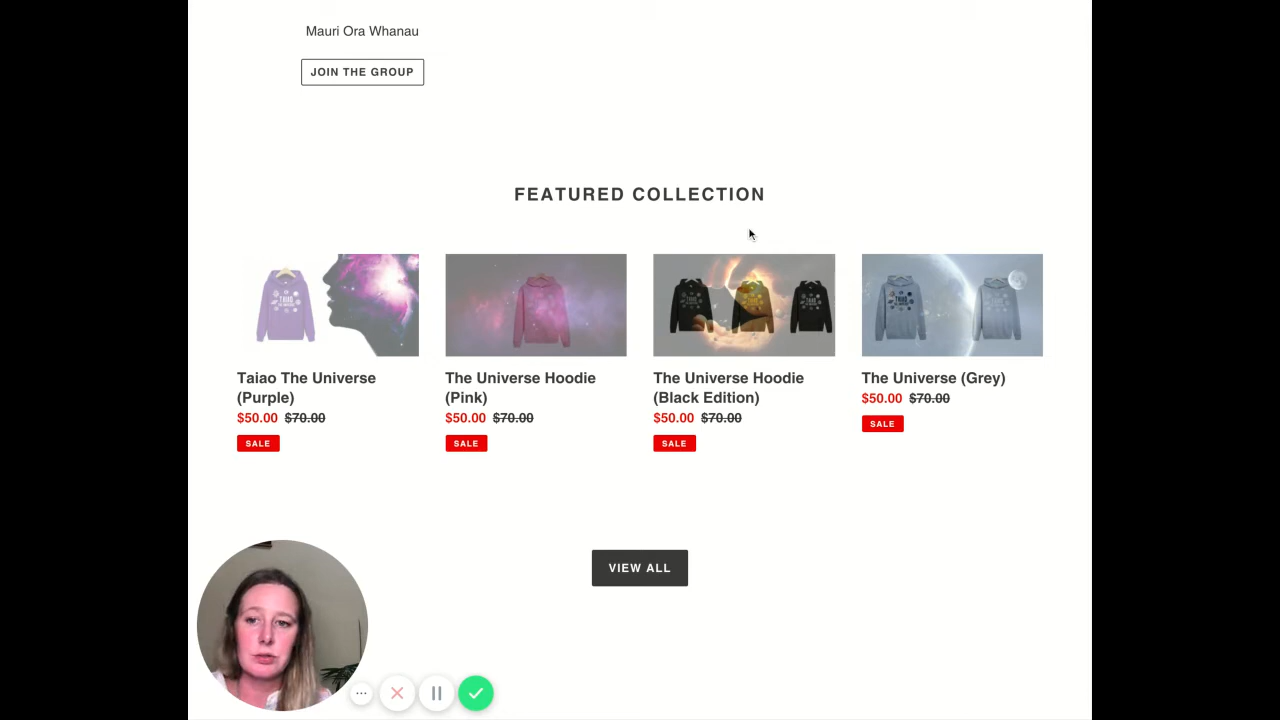 Mauri Ora Whanau
JOIN THE GROUP
FEATURED COLLECTION
Taiao The Universe
(Purple)
$50.00 $70.00
SALE
The Universe Hoodie
(Pink)
$50.00 $70.00
SALE
The Universe Hoodie
(Black Edition)
$50.00 $70.00
SALE
The Universe (Grey)
$50.00 $70.00
SALE
VIEW ALL